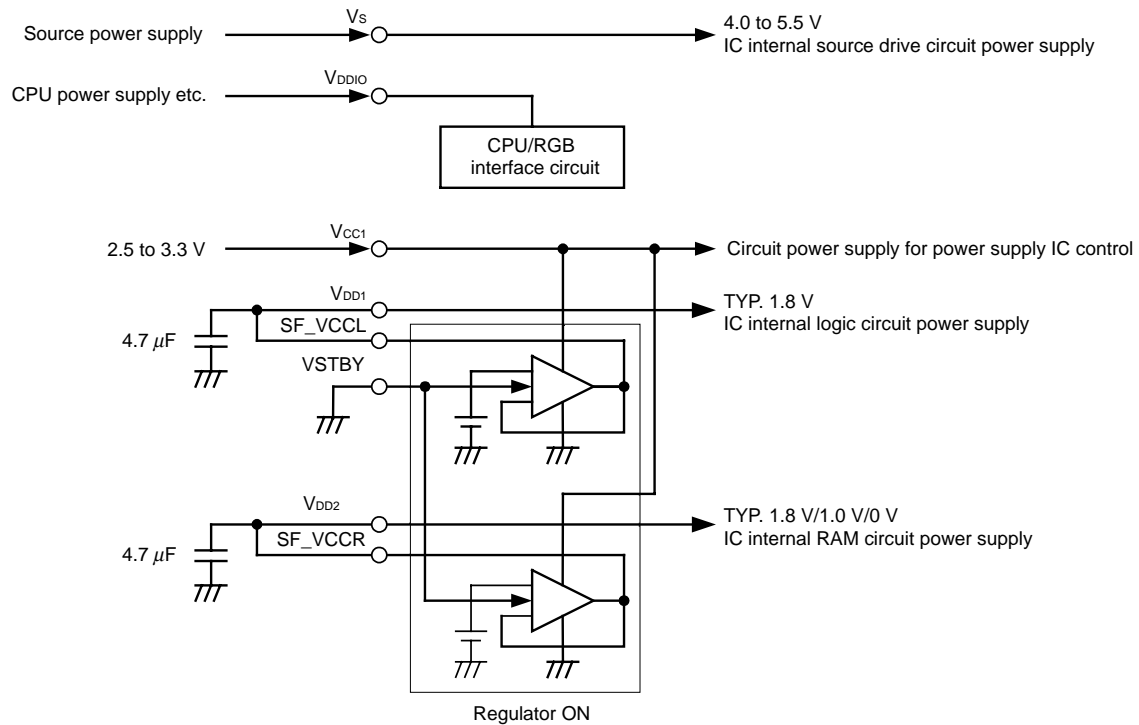 Source power supply
VS
4.0 to 5.5 V
IC internal source drive circuit power supply
CPU power supply etc.
VDDIO
CPU/RGB
interface circuit
2.5 to 3.3 V
VCC1
Circuit power supply for power supply IC control
VDD1
TYP. 1.8 V
IC internal logic circuit power supply
SF_VCCL
4.7 μF
VSTBY
VDD2
TYP. 1.8 V/1.0 V/0 V
IC internal RAM circuit power supply
SF_VCCR
4.7 μF
Regulator ON